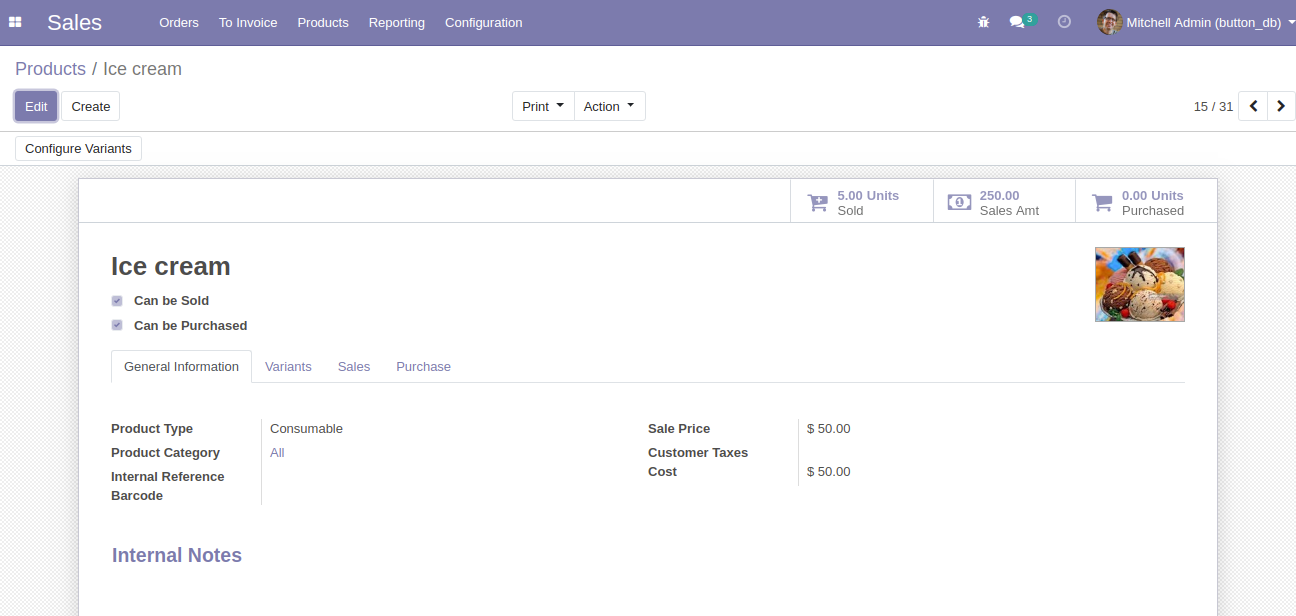 Sales Orders To Invoice Products Reporting Configuration 3 Mitchell Admin (button_db)
Products / Ice cream
Edit Create Print Action 15 / 31
Configure Variants
5.00 Units 250.00 0.00 Units
Sold Sales Amt Purchased
Ice cream
Can be Sold
Can be Purchased
General Information Variants Sales Purchase
Product Type Consumable Sale Price $ 50.00
Product Category All Customer Taxes
Internal Reference Cost $ 50.00
Barcode
Internal Notes